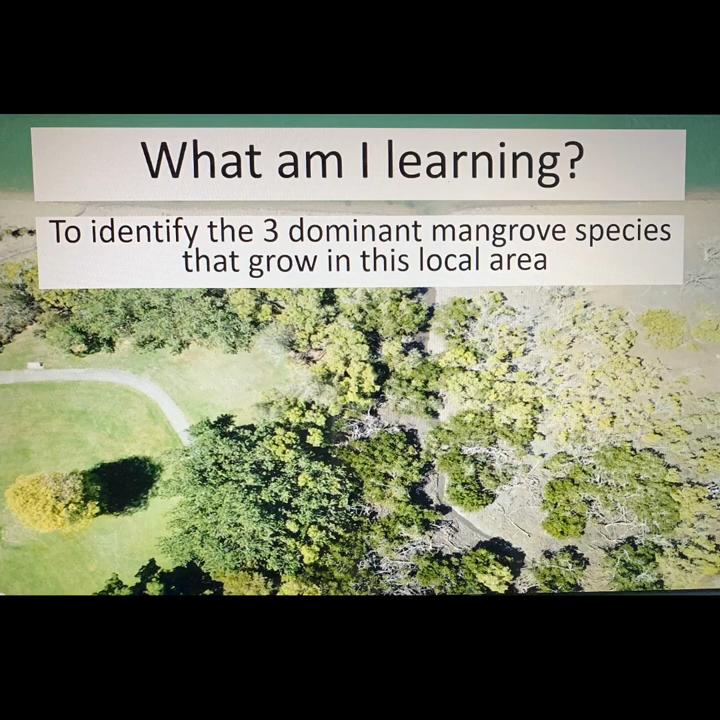 What am I learning?
To identify the 3 dominant mangrove species
that grow in this local area